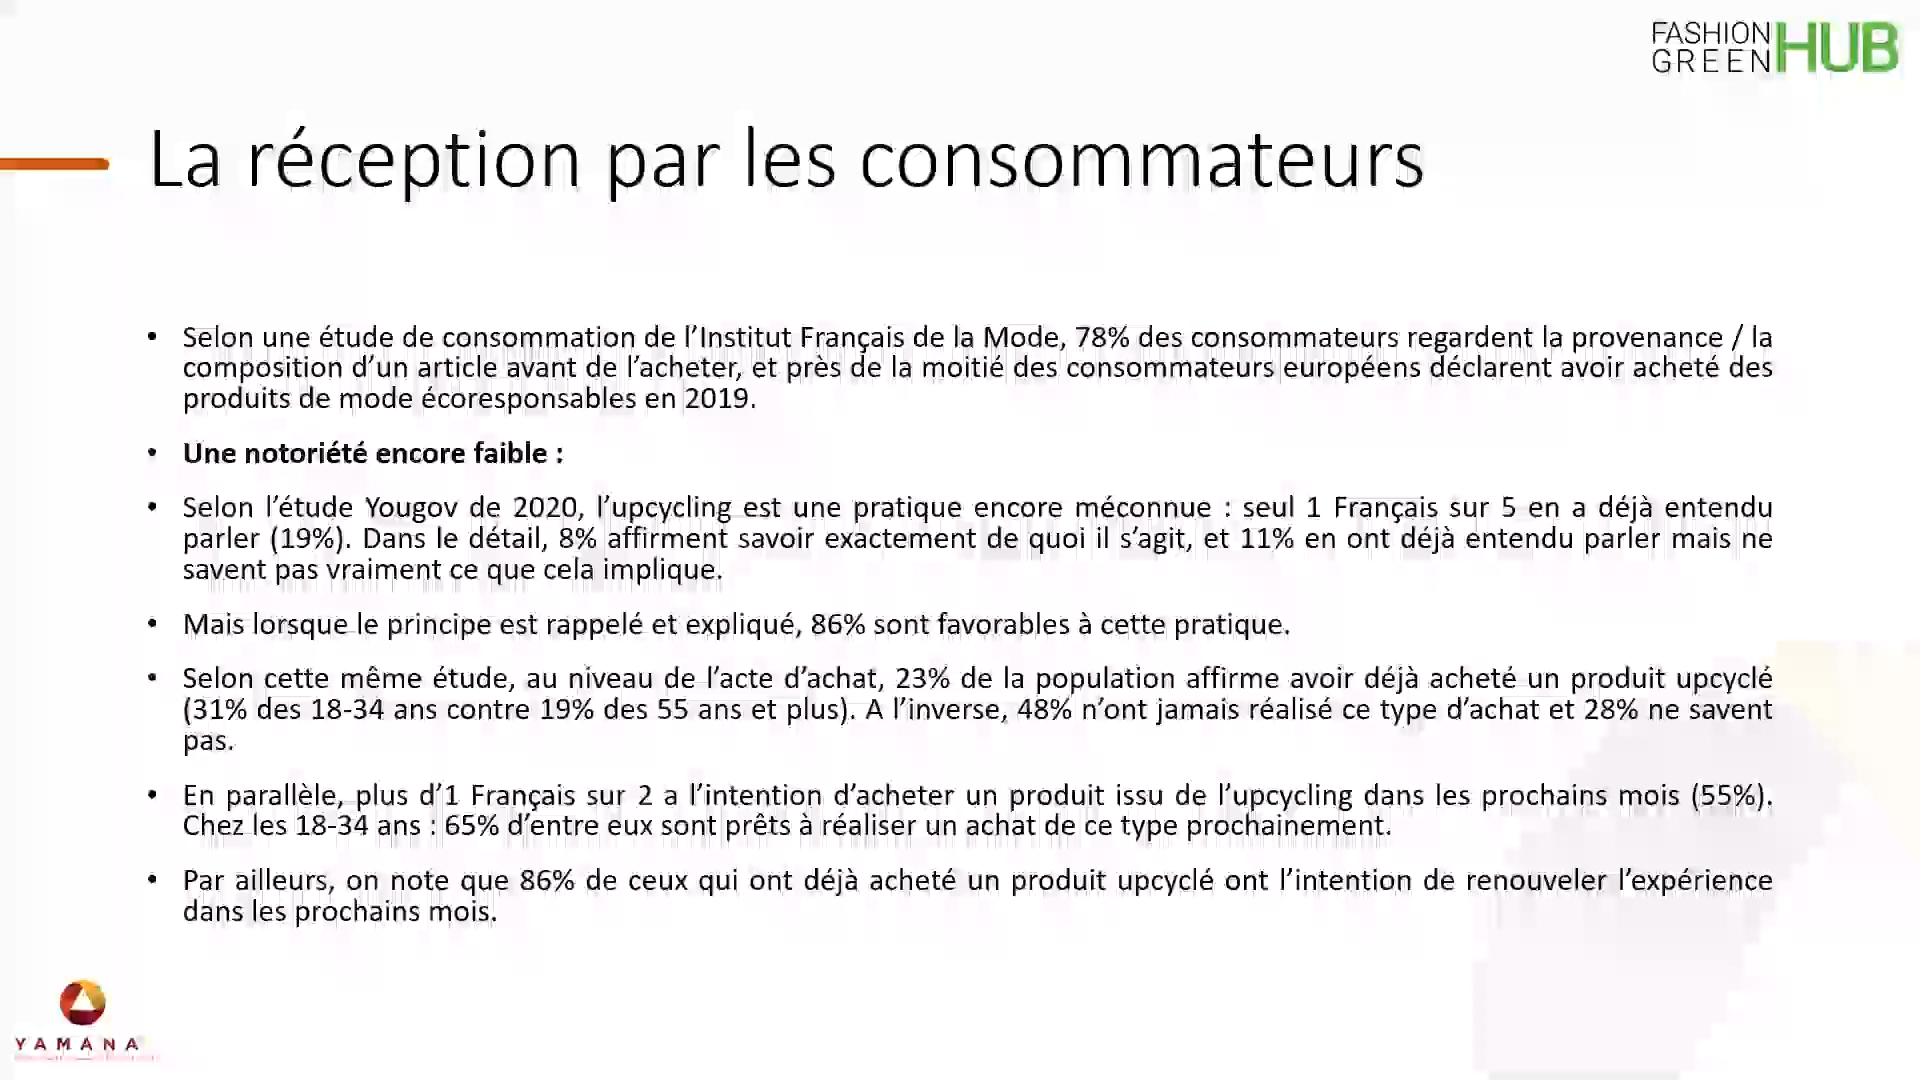 FASHION
GREEN HUB
La réception par les consommateurs
• Selon une étude de consommation de l’Institut Français de la Mode, 78% des consommateurs regardent la provenance / la
composition d’un article avant de l’acheter, et près de la moitié des consommateurs européens déclarent avoir acheté des
produits de mode écoresponsables en 2019.
• Une notoriété encore faible :
• Selon l’étude Yougov de 2020, l’upcycling est une pratique encore méconnue : seul 1 Français sur 5 en a déjà entendu
parler (19%). Dans le détail, 8% affirment savoir exactement de quoi il s’agit, et 11% en ont déjà entendu parler mais ne
savent pas vraiment ce que cela implique.
• Mais lorsque le principe est rappelé et expliqué, 86% sont favorables à cette pratique.
• Selon cette même étude, au niveau de l’acte d’achat, 23% de la population affirme avoir déjà acheté un produit upcyclé
(31% des 18-34 ans contre 19% des 55 ans et plus). A l’inverse, 48% n’ont jamais réalisé ce type d’achat et 28% ne savent
pas.
• En parallèle, plus d’1 Français sur 2 a l’intention d’acheter un produit issu de l’upcycling dans les prochains mois (55%).
Chez les 18-34 ans : 65% d’entre eux sont prêts à réaliser un achat de ce type prochainement.
• Par ailleurs, on note que 86% de ceux qui ont déjà acheté un produit upcyclé ont l’intention de renouveler l’expérience
dans les prochains mois.
YAMANA